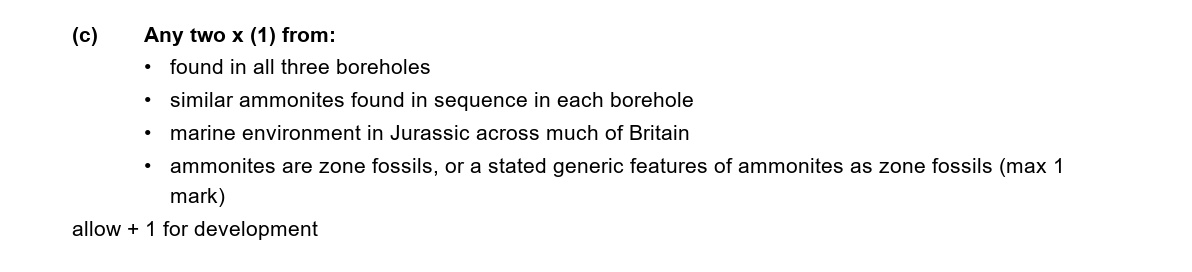 (c) Any two x (1) from:
• found in all three boreholes
• similar ammonites found in sequence in each borehole
• marine environment in Jurassic across much of Britain
• ammonites are zone fossils, or a stated generic features of ammonites as zone fossils (max 1
mark)
allow + 1 for development